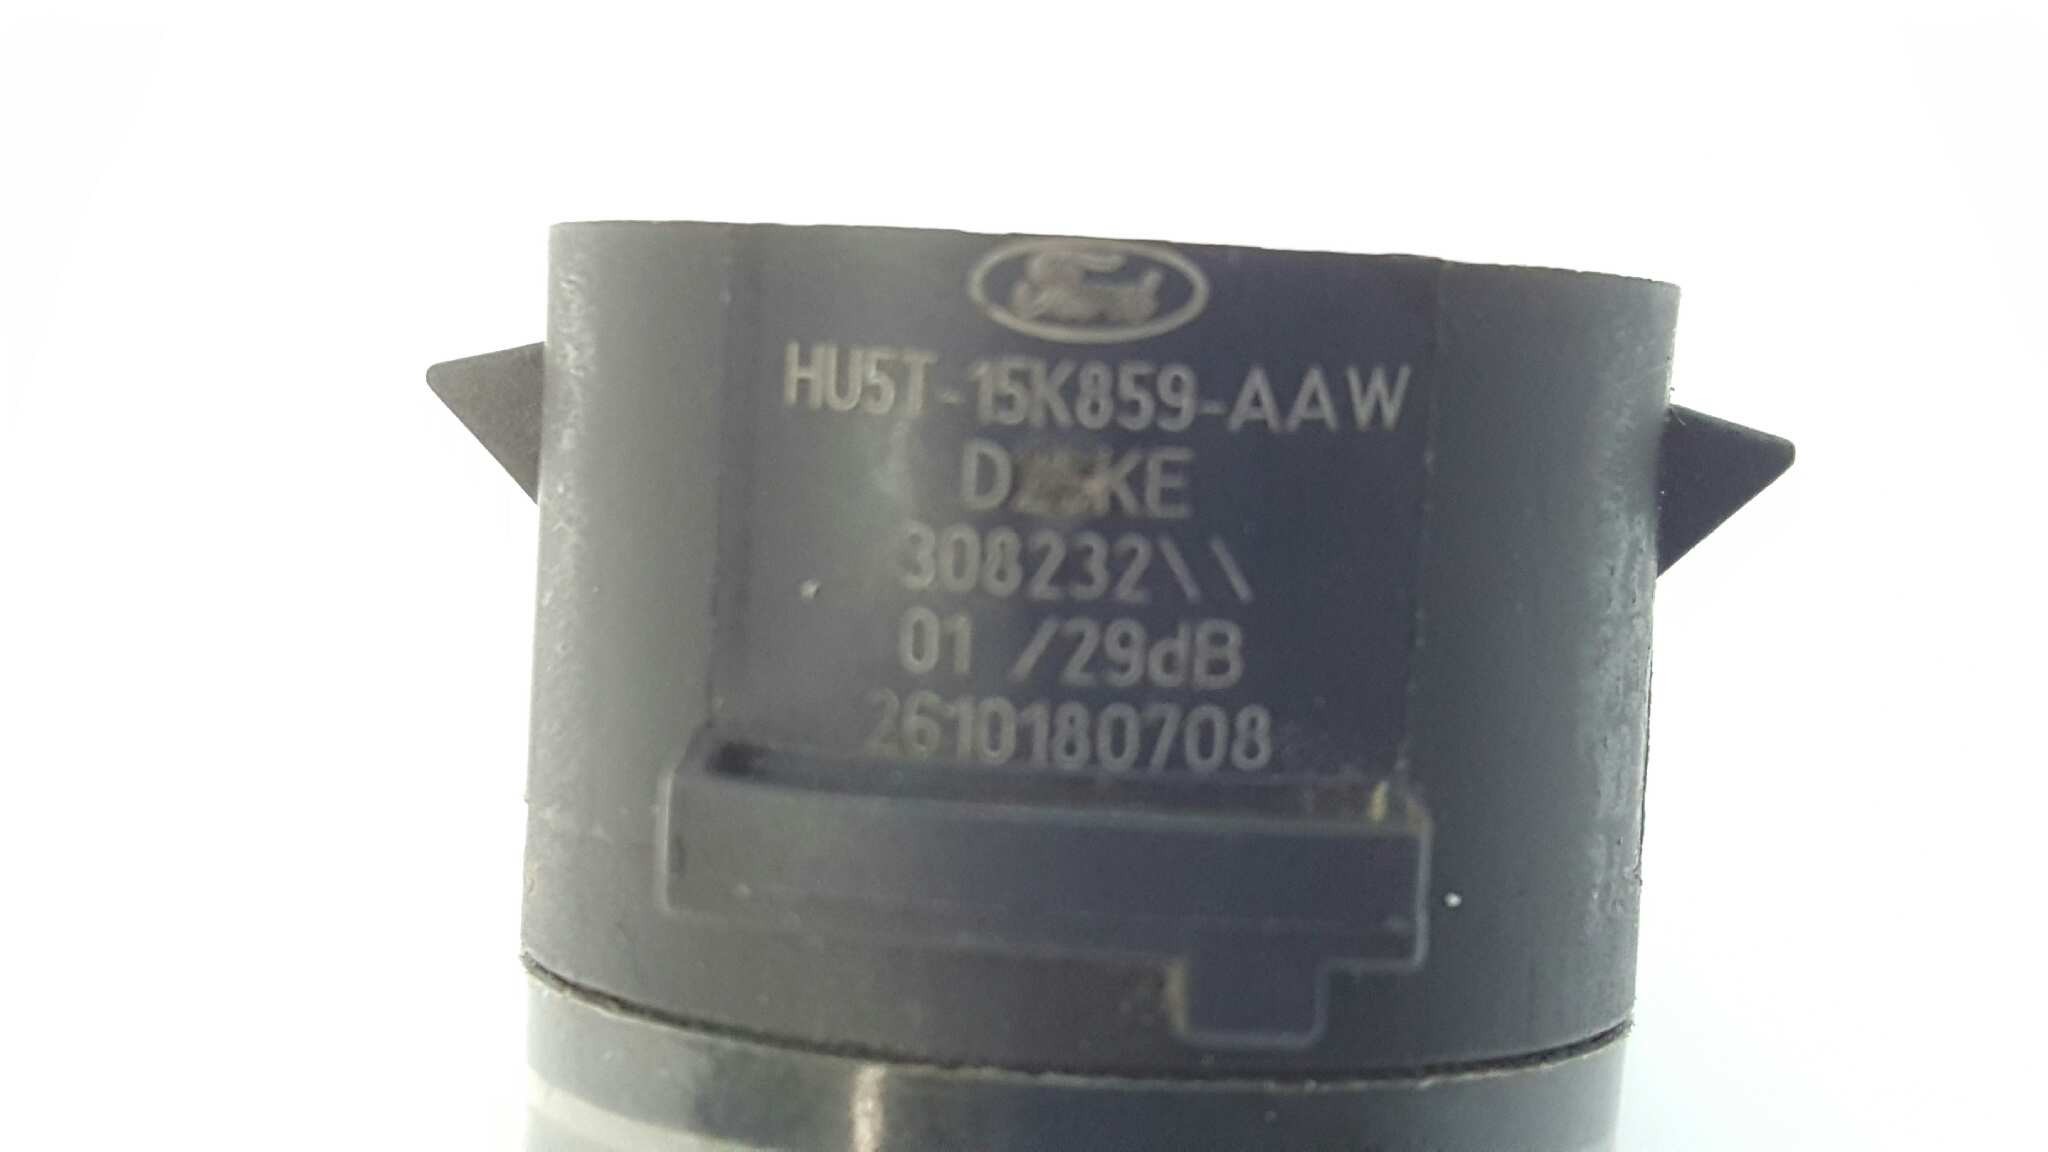 Ford
HU5T-15K859-AAW
308232\\
01 /29dB
2610180708